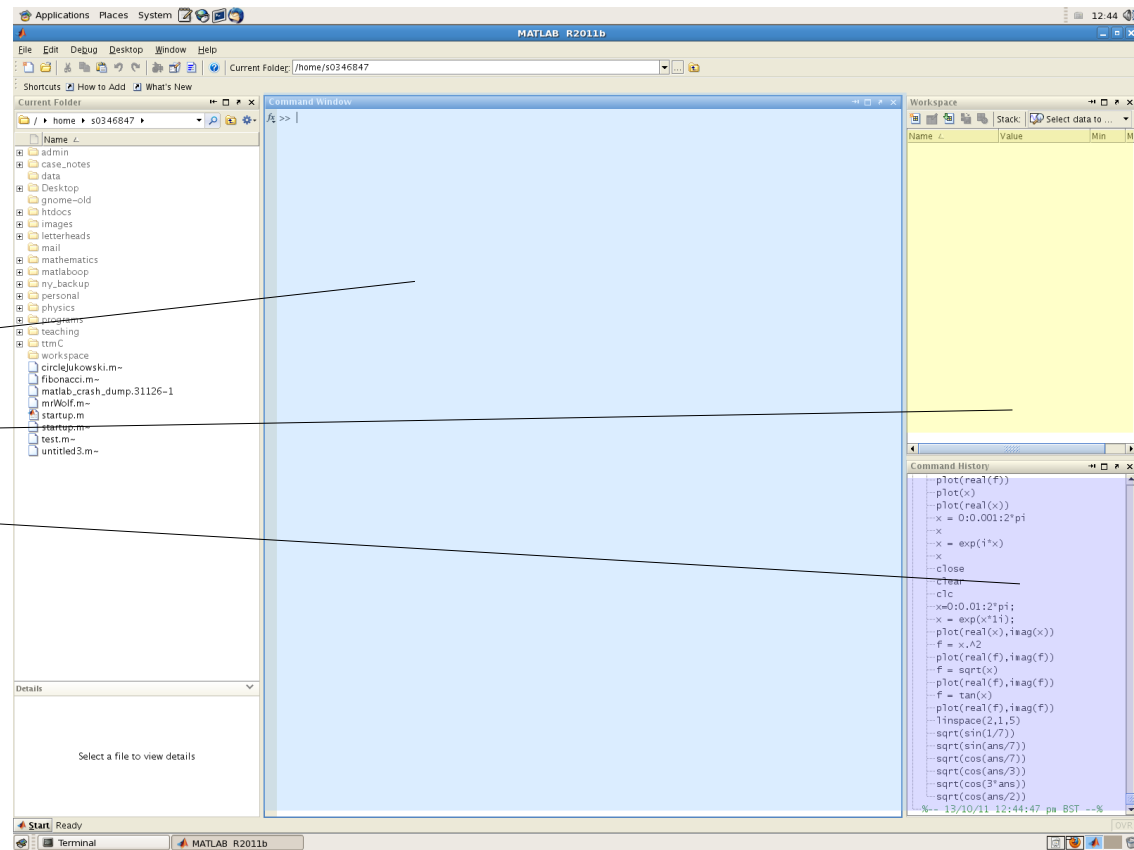 Applications Places System 12:44
MATLAB R2011b
File Edit Debug Desktop Window Help
Current Folder: /home/s0346847
Shortcuts How to Add What's New
Current Folder
/ home s0346847
Name
admin
case_notes
data
Desktop
gnome-old
htdocs
images
letterheads
mail
mathematics
matlaboop
ny_backup
personal
physics
programs
teaching
ttmC
workspace
circleJukowski.m~
fibonacci.m~
matlab_crash_dump.31126-1
mrWolf.m~
startup.m
startup.m~
test.m~
untitled3.m~
Details
Select a file to view details
Command Window
fx >>
Workspace
Stack: Select data to ...
Name Value Min M
Command History
plot(real(f))
plot(x)
plot(real(x))
x = 0:0.001:2*pi
x
x = exp(i*x)
x
close
clear
clc
x=0:0.01:2*pi;
x = exp(x*1i);
plot(real(x),imag(x))
f = x.^2
plot(real(f),imag(f))
f = sqrt(x)
plot(real(f),imag(f))
f = tan(x)
plot(real(f),imag(f))
linspace(2,1,5)
sqrt(sin(1/7))
sqrt(sin(ans/7))
sqrt(cos(ans/7))
sqrt(cos(ans/3))
sqrt(cos(3*ans))
sqrt(cos(ans/2))
%-- 13/10/11 12:44:47 pm BST --%
Start Ready OVR
Terminal MATLAB R2011b